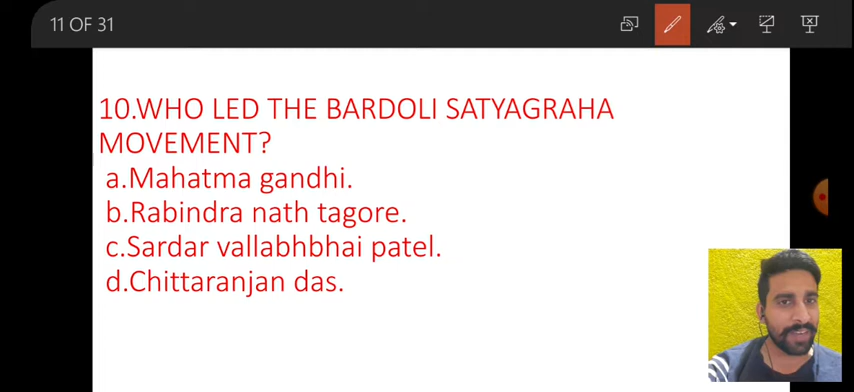 11 OF 31
10.WHO LED THE BARDOLI SATYAGRAHA
MOVEMENT?
a.Mahatma gandhi.
b.Rabindra nath tagore.
c.Sardar vallabhbhai patel.
d.Chittaranjan das.